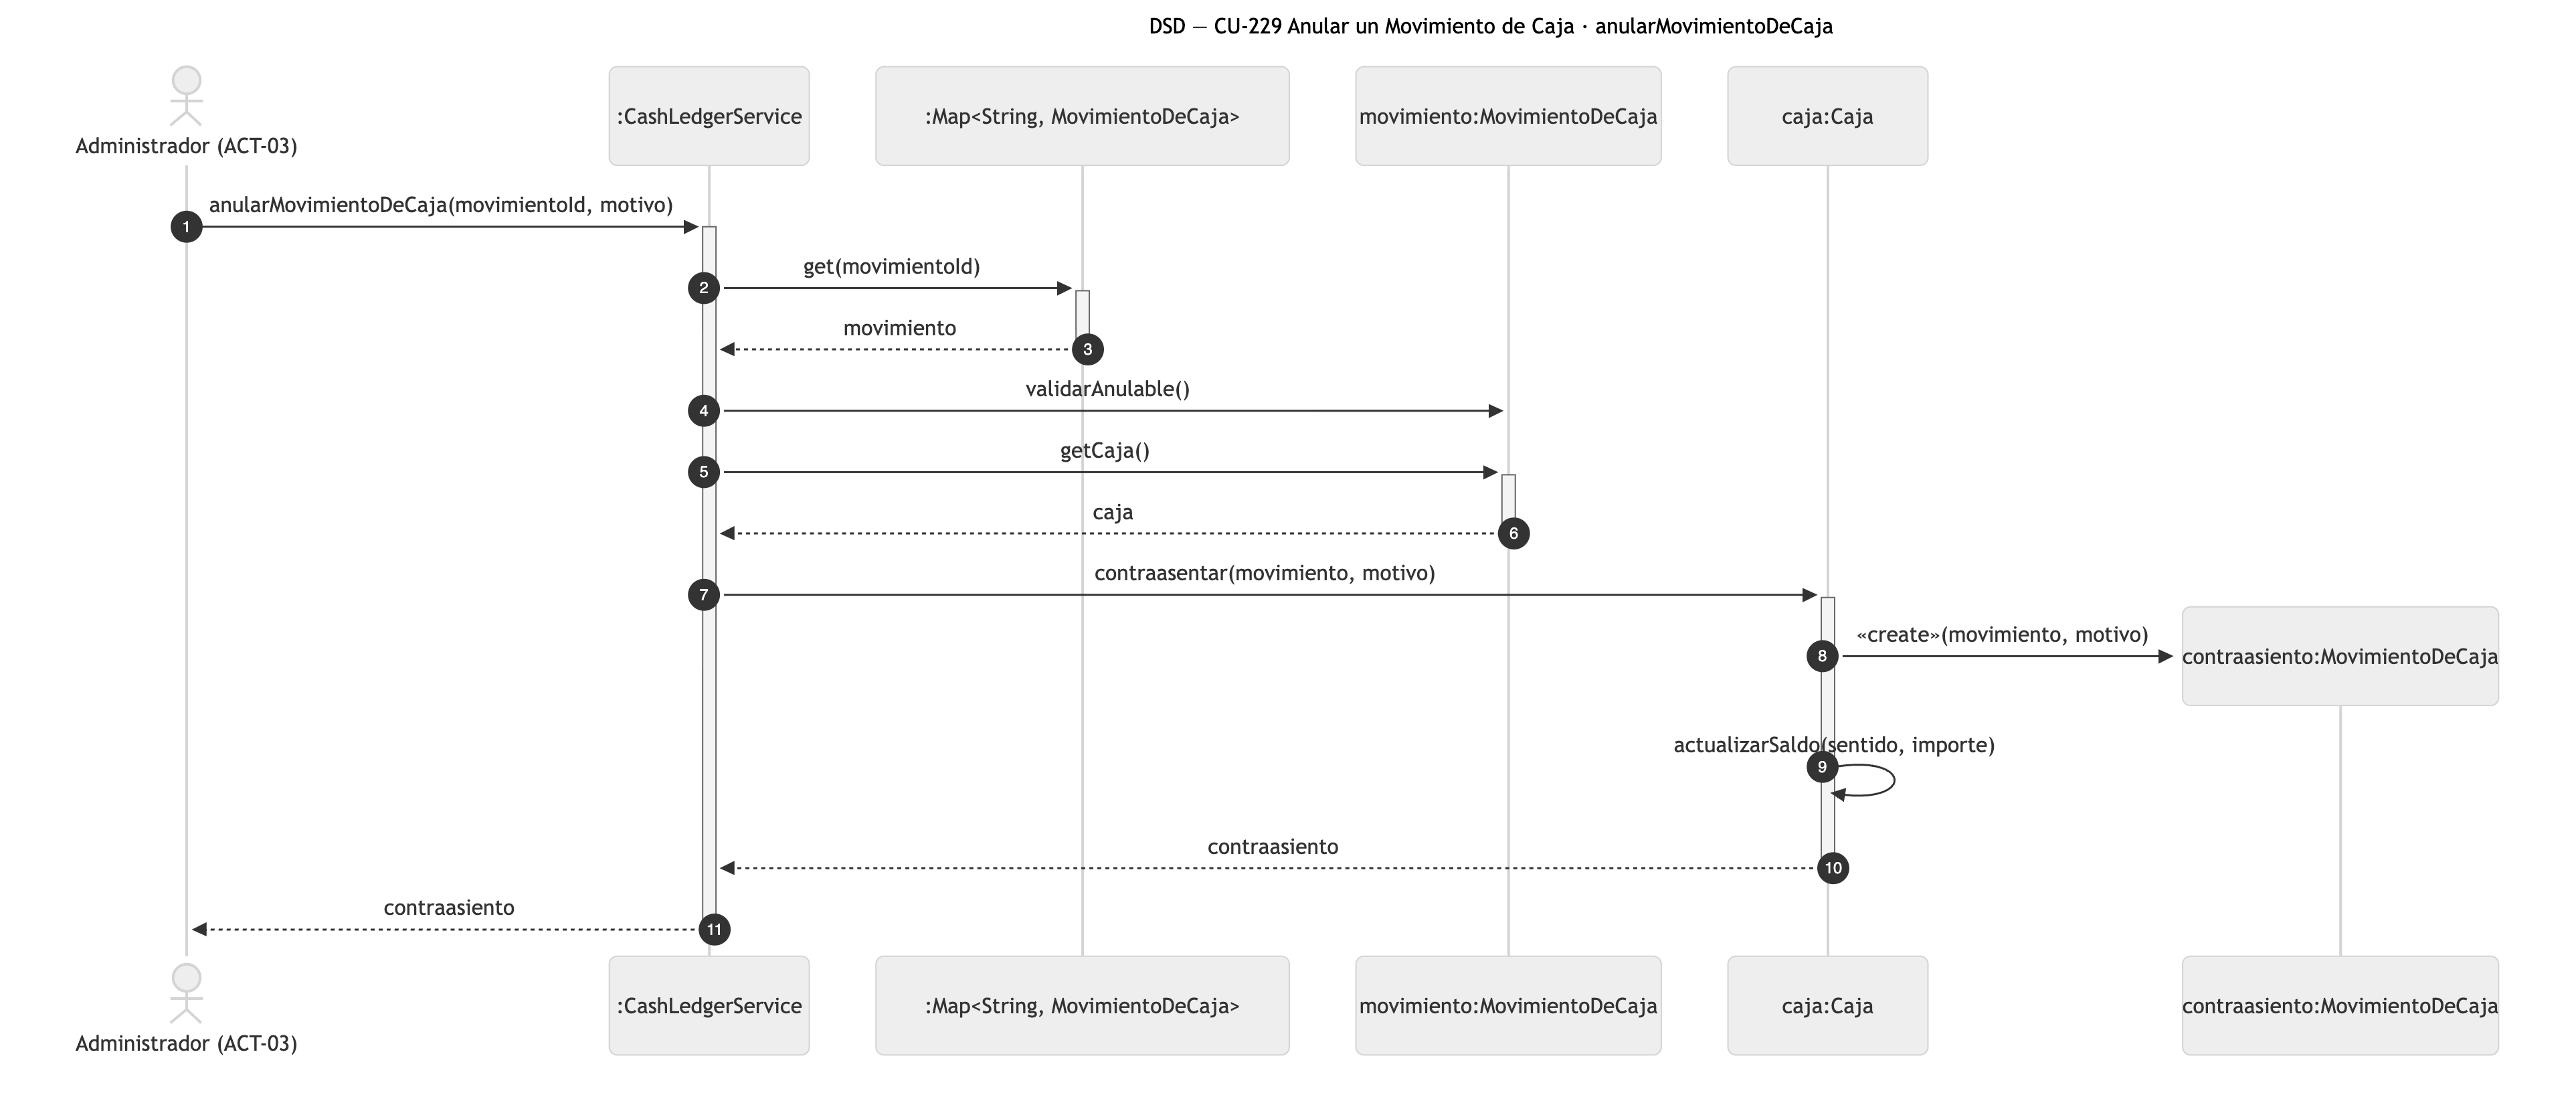 DSD – CU-229 Anular un Movimiento de Caja · anularMovimientoDeCaja
Administrador (ACT-03)
:CashLedgerService
:Map<String, MovimientoDeCaja>
movimiento:MovimientoDeCaja
caja:Caja
anularMovimientoDeCaja(movimientoId, motivo)
1
get(movimientoId)
2
movimiento
3
validarAnulable()
4
getCaja()
5
caja
6
contraasentar(movimiento, motivo)
7
«create»(movimiento, motivo)
8
contraasiento:MovimientoDeCaja
actualizarSaldo(sentido, importe)
9
contraasiento
10
contraasiento
11
Administrador (ACT-03)
:CashLedgerService
:Map<String, MovimientoDeCaja>
movimiento:MovimientoDeCaja
caja:Caja
contraasiento:MovimientoDeCaja